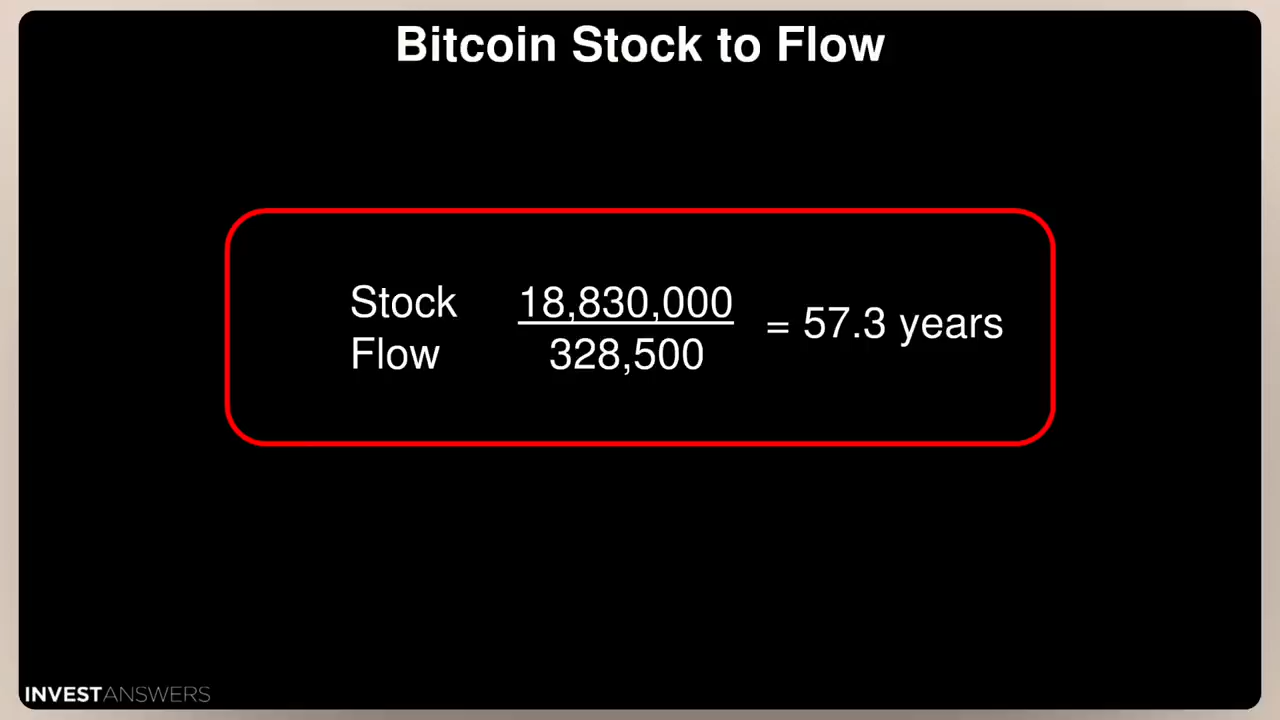 Bitcoin Stock to Flow
Stock 18,830,000
Flow 328,500
= 57.3 years
INVESTANSWERS